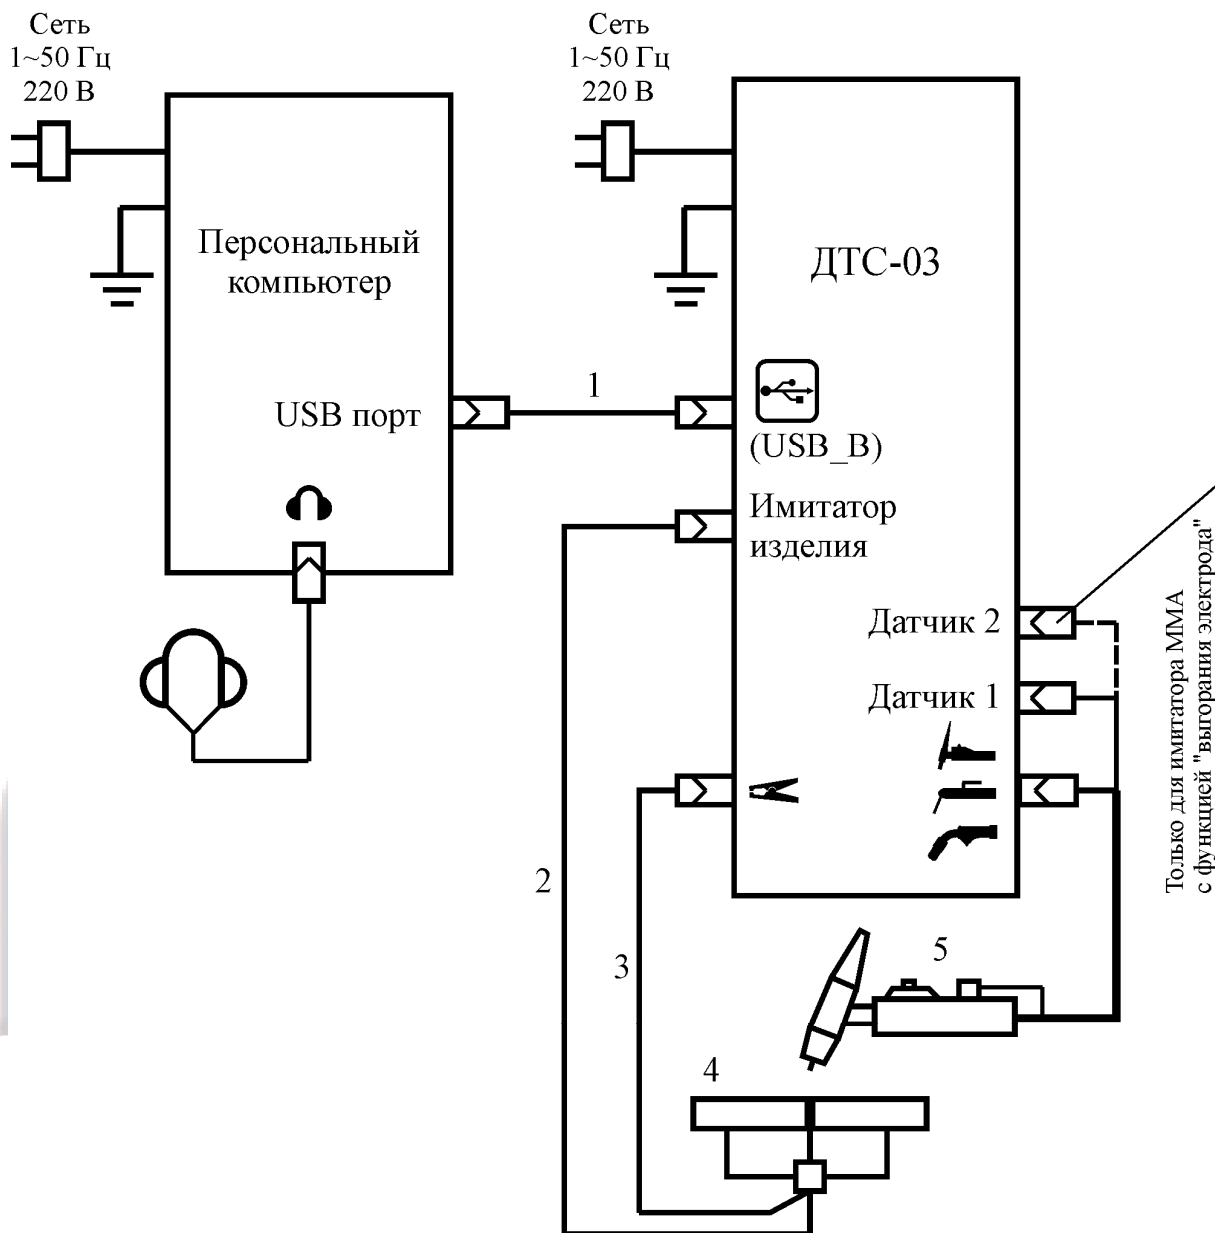 Сеть
1~50 Гц
220 В
Сеть
1~50 Гц
220 В
Персональный
компьютер
ДТС-03
USB порт
1
(USB_B)
Имитатор
изделия
Датчик 2
Датчик 1
Только для имитатора ММА
с функцией "выгорания электрода"
2
3
5
4